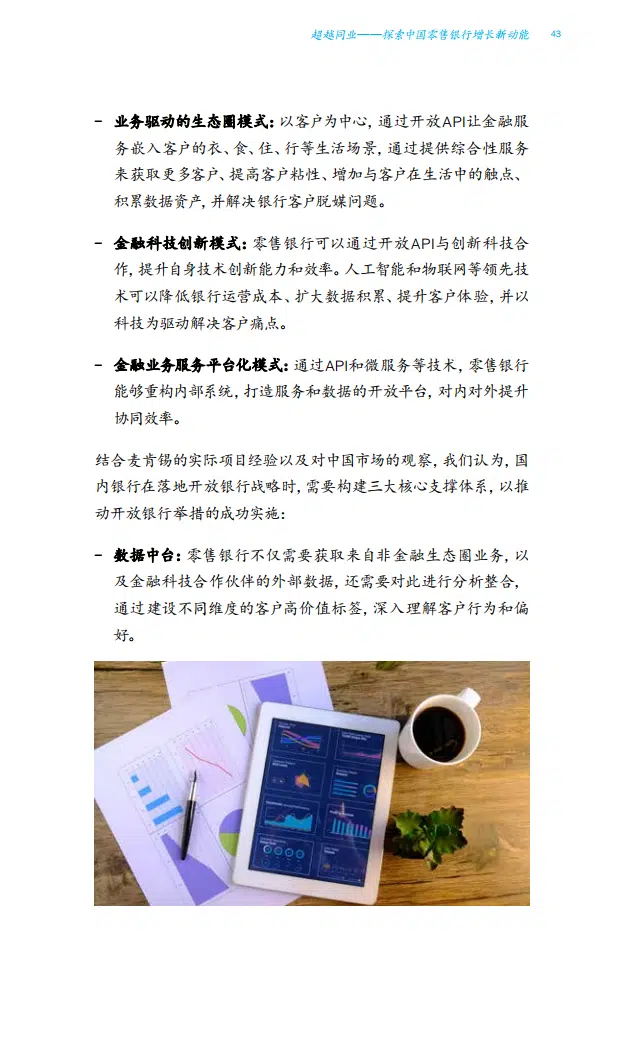 超越同业——探索中国零售银行增长新动能 43
– 业务驱动的生态圈模式：以客户为中心，通过开放API让金融服
务嵌入客户的衣、食、住、行等生活场景，通过提供综合性服务
来获取更多客户、提高客户粘性、增加与客户在生活中的触点、
积累数据资产，并解决银行客户脱媒问题。
– 金融科技创新模式：零售银行可以通过开放API与创新科技合
作，提升自身技术创新能力和效率。人工智能和物联网等领先技
术可以降低银行运营成本、扩大数据积累、提升客户体验，并以
科技为驱动解决客户痛点。
– 金融业务服务平台化模式：通过API和微服务等技术，零售银行
能够重构内部系统，打造服务和数据的开放平台，对内对外提升
协同效率。
结合麦肯锡的实际项目经验以及对中国市场的观察，我们认为，国
内银行在落地开放银行战略时，需要构建三大核心支撑体系，以推
动开放银行举措的成功实施：
– 数据中台：零售银行不仅需要获取来自非金融生态圈业务，以
及金融科技合作伙伴的外部数据，还需要对此进行分析整合，
通过建设不同维度的客户高价值标签，深入理解客户行为和偏
好。